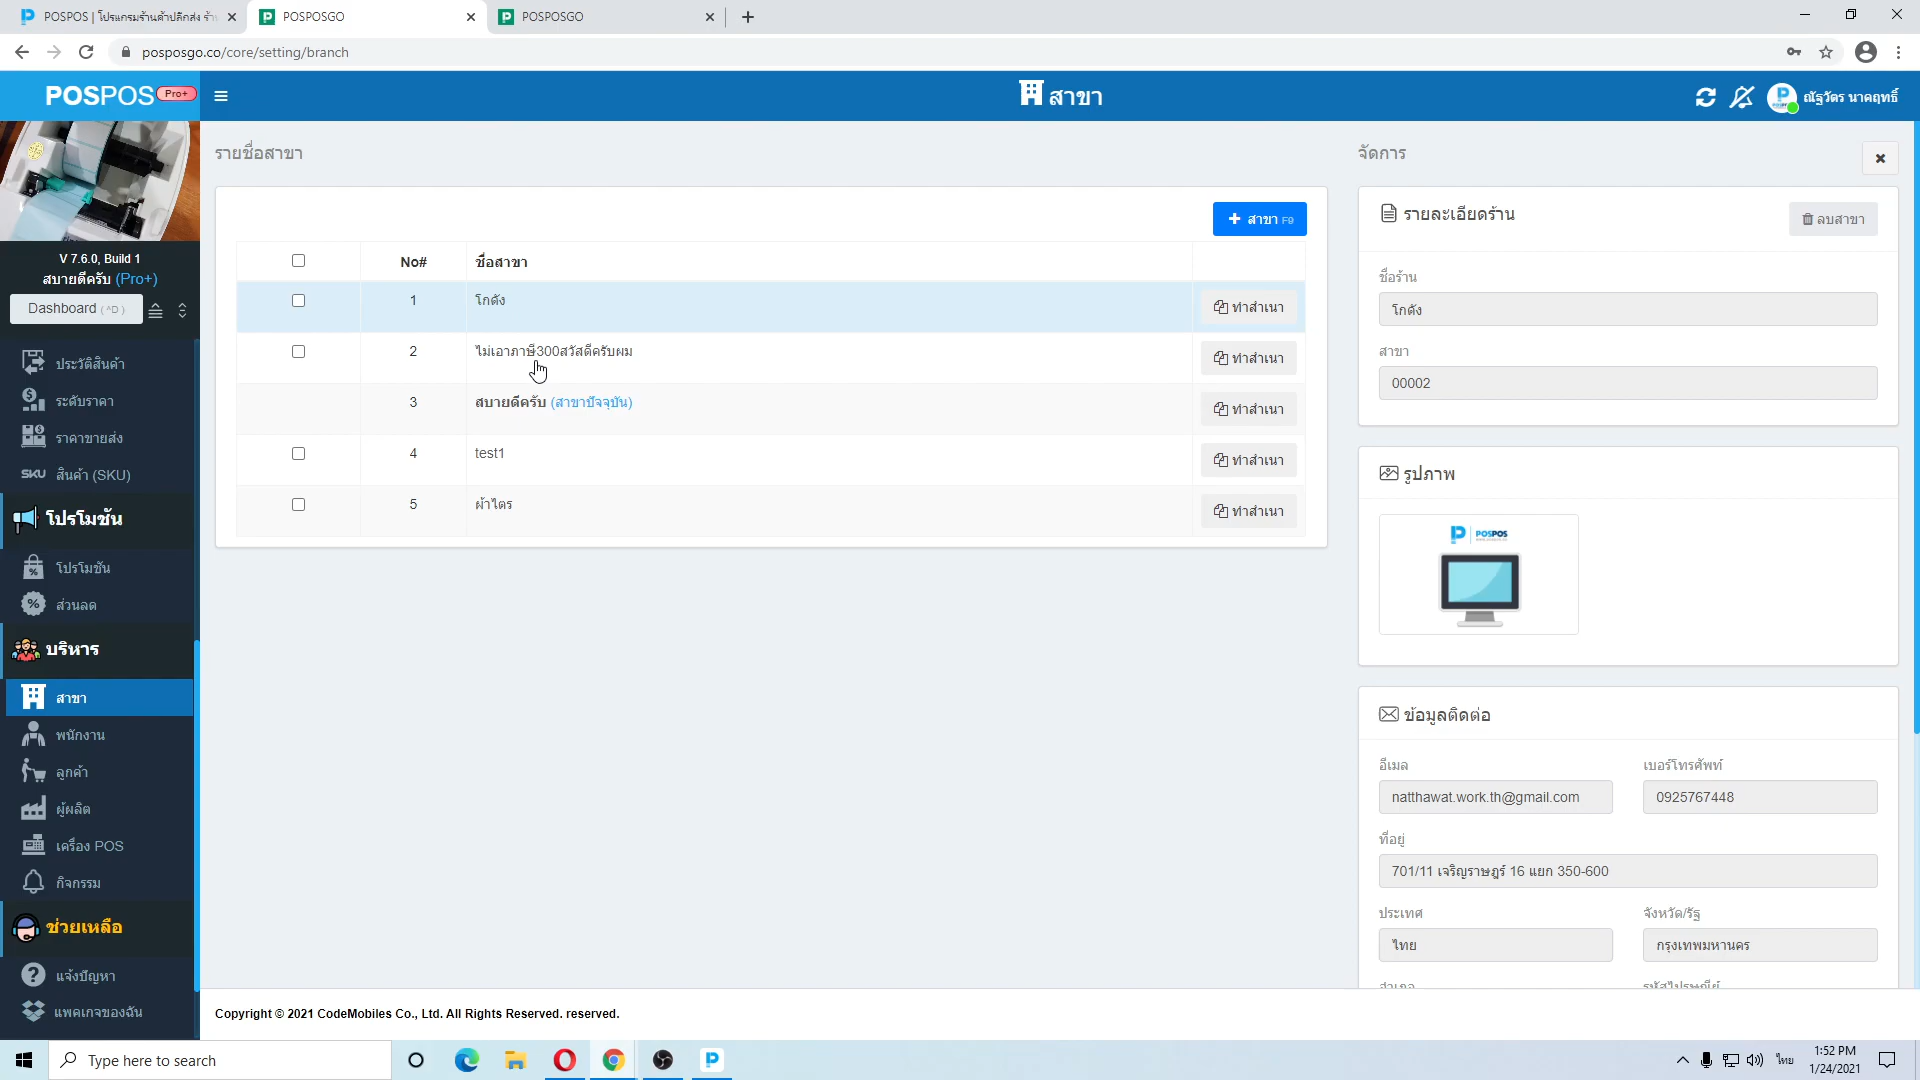 POSPOS | โปรแกรมร้านค้าปลีกส่ง ร้าน
POSPOSGO
POSPOSGO
posposgo.co/core/setting/branch
POSPOS Pro+
สาขา
ณัฐวัตร นาคฤทธิ์
V 7.6.0, Build 1
สบายดีครับ (Pro+)
Dashboard ( ^D )
ประวัติสินค้า
ระดับราคา
ราคาขายส่ง
SKU สินค้า (SKU)
โปรโมชัน
โปรโมชัน
ส่วนลด
บริหาร
สาขา
พนักงาน
ลูกค้า
ผู้ผลิต
เครื่อง POS
กิจกรรม
ช่วยเหลือ
แจ้งปัญหา
แพคเกจของฉัน
รายชื่อสาขา
+ สาขา F9
No# ชื่อสาขา
1 โกดัง ทำสำเนา
2 ไม่เอาภาษี300สวัสดีครับผม ทำสำเนา
3 สบายดีครับ (สาขาปัจจุบัน) ทำสำเนา
4 test1 ทำสำเนา
5 ผ้าไตร ทำสำเนา
จัดการ
รายละเอียดร้าน
ลบสาขา
ชื่อร้าน
โกดัง
สาขา
00002
รูปภาพ
POSPOS
ข้อมูลติดต่อ
อีเมล เบอร์โทรศัพท์
natthawat.work.th@gmail.com 0925767448
ที่อยู่
701/11 เจริญราษฎร์ 16 แยก 350-600
ประเทศ จังหวัด/รัฐ
ไทย กรุงเทพมหานคร
อำเภอ รหัสไปรษณีย์
Copyright © 2021 CodeMobiles Co., Ltd. All Rights Reserved. reserved.
Type here to search
ไทย
1:52 PM
1/24/2021